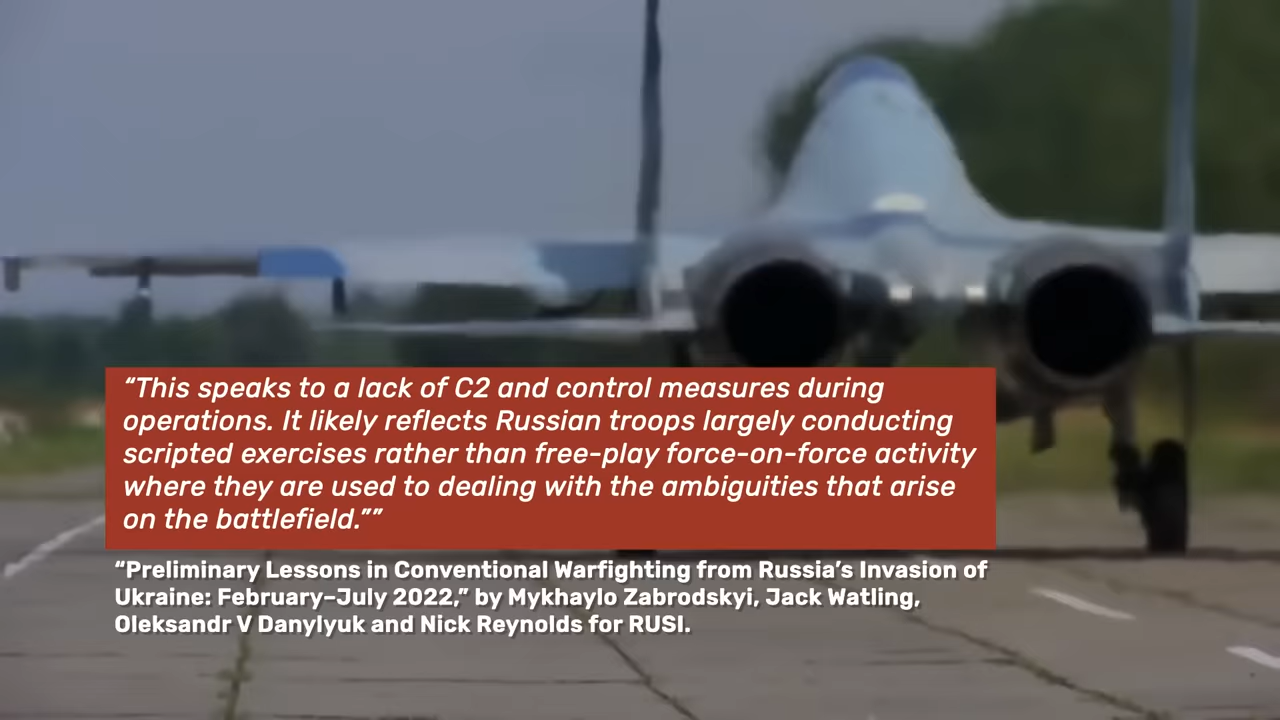 “This speaks to a lack of C2 and control measures during
operations. It likely reflects Russian troops largely conducting
scripted exercises rather than free-play force-on-force activity
where they are used to dealing with the ambiguities that arise
on the battlefield.””
“Preliminary Lessons in Conventional Warfighting from Russia’s Invasion of
Ukraine: February–July 2022,” by Mykhaylo Zabrodskyi, Jack Watling,
Oleksandr V Danylyuk and Nick Reynolds for RUSI.